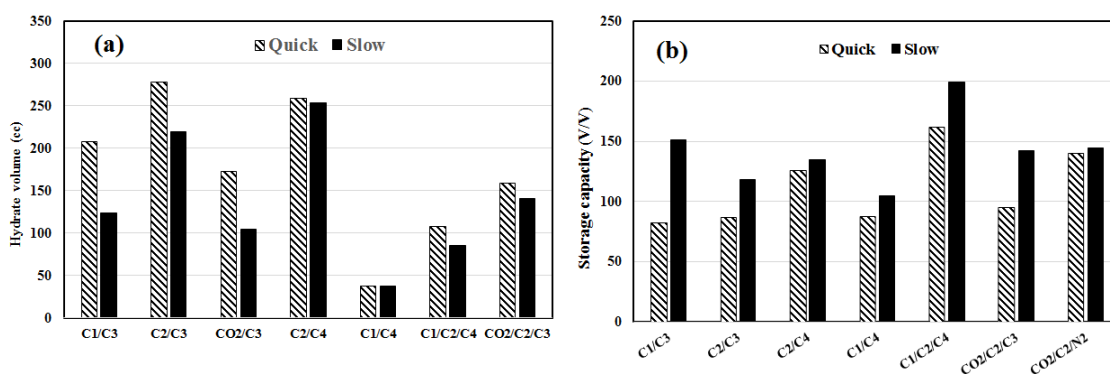 (a)
Quick Slow
Hydrate volume (cc)
350
300
250
200
150
100
50
0
C1/C3 C2/C3 CO2/C3 C2/C4 C1/C4 C1/C2/C4 CO2/C2/C3
(b)
Quick Slow
Storage capacity (V/V)
250
200
150
100
50
0
C1/C3 C2/C3 C2/C4 C1/C4 C1/C2/C4 CO2/C2/C3 CO2/C2/N2